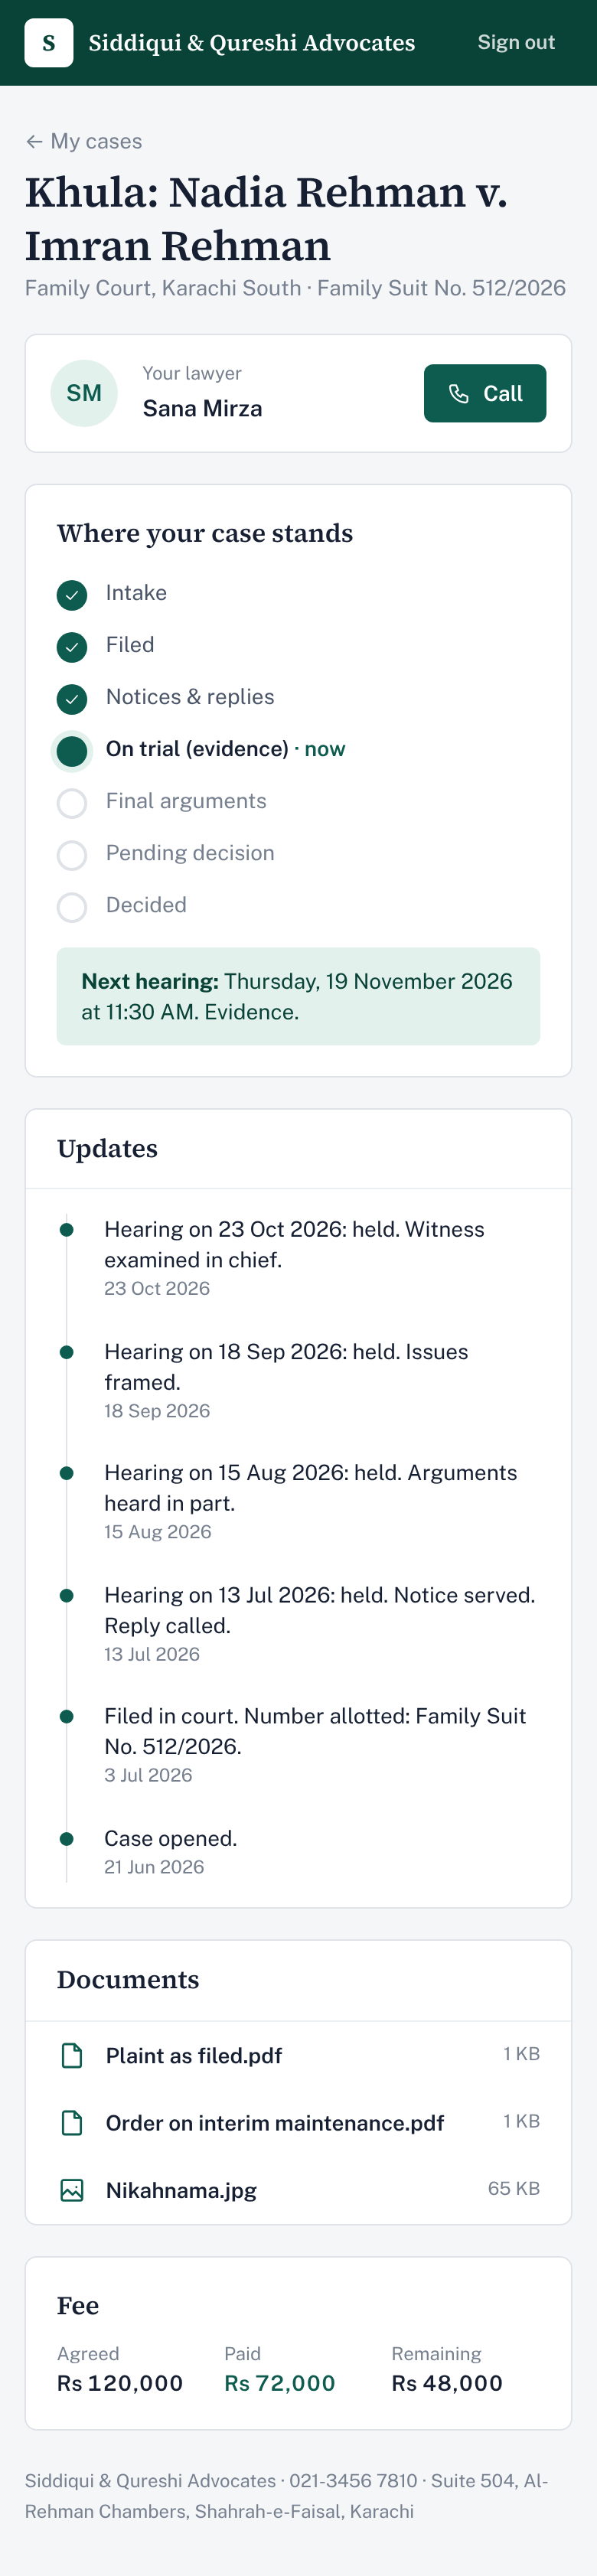 S Siddiqui & Qureshi Advocates Sign out
← My cases
Khula: Nadia Rehman v.
Imran Rehman
Family Court, Karachi South · Family Suit No. 512/2026
SM
Your lawyer
Sana Mirza
Call
Where your case stands
Intake
Filed
Notices & replies
On trial (evidence) · now
Final arguments
Pending decision
Decided
Next hearing: Thursday, 19 November 2026
at 11:30 AM. Evidence.
Updates
Hearing on 23 Oct 2026: held. Witness
examined in chief.
23 Oct 2026
Hearing on 18 Sep 2026: held. Issues
framed.
18 Sep 2026
Hearing on 15 Aug 2026: held. Arguments
heard in part.
15 Aug 2026
Hearing on 13 Jul 2026: held. Notice served.
Reply called.
13 Jul 2026
Filed in court. Number allotted: Family Suit
No. 512/2026.
3 Jul 2026
Case opened.
21 Jun 2026
Documents
Plaint as filed.pdf 1 KB
Order on interim maintenance.pdf 1 KB
Nikahnama.jpg 65 KB
Fee
Agreed Paid Remaining
Rs 120,000 Rs 72,000 Rs 48,000
Siddiqui & Qureshi Advocates · 021-3456 7810 · Suite 504, Al-
Rehman Chambers, Shahrah-e-Faisal, Karachi